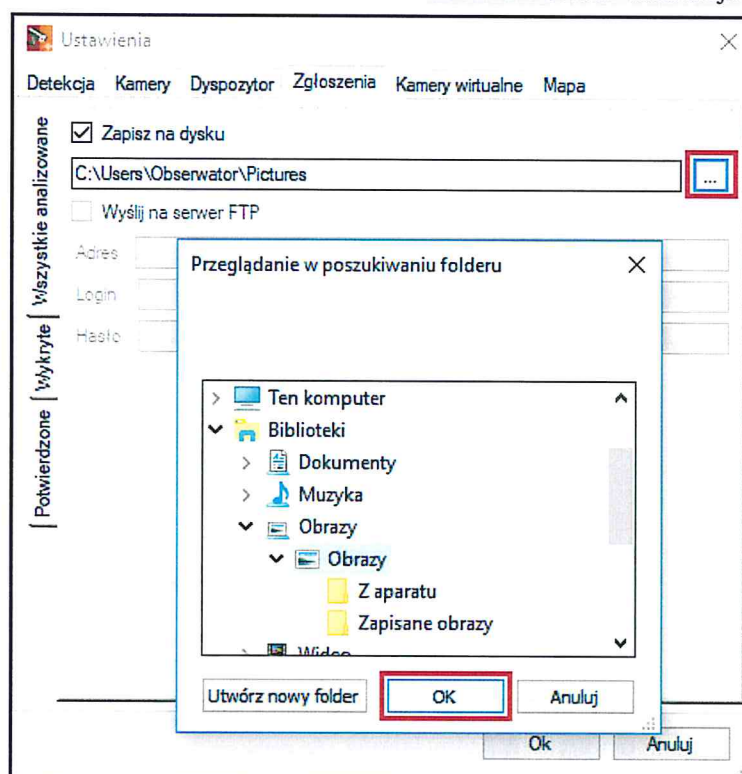 Ustawienia
Detekcja Kamery Dyspozytor Zgłoszenia Kamery wirtualne Mapa
Wszystkie analizowane
Wykryte
Potwierdzone
Zapisz na dysku
C:\Users\Obserwator\Pictures
...
Wyślij na serwer FTP
Adres
Login
Hasło
Przeglądanie w poszukiwaniu folderu
Ten komputer
Biblioteki
Dokumenty
Muzyka
Obrazy
Obrazy
Z aparatu
Zapisane obrazy
Wideo
Utwórz nowy folder OK Anuluj
Ok Anuluj